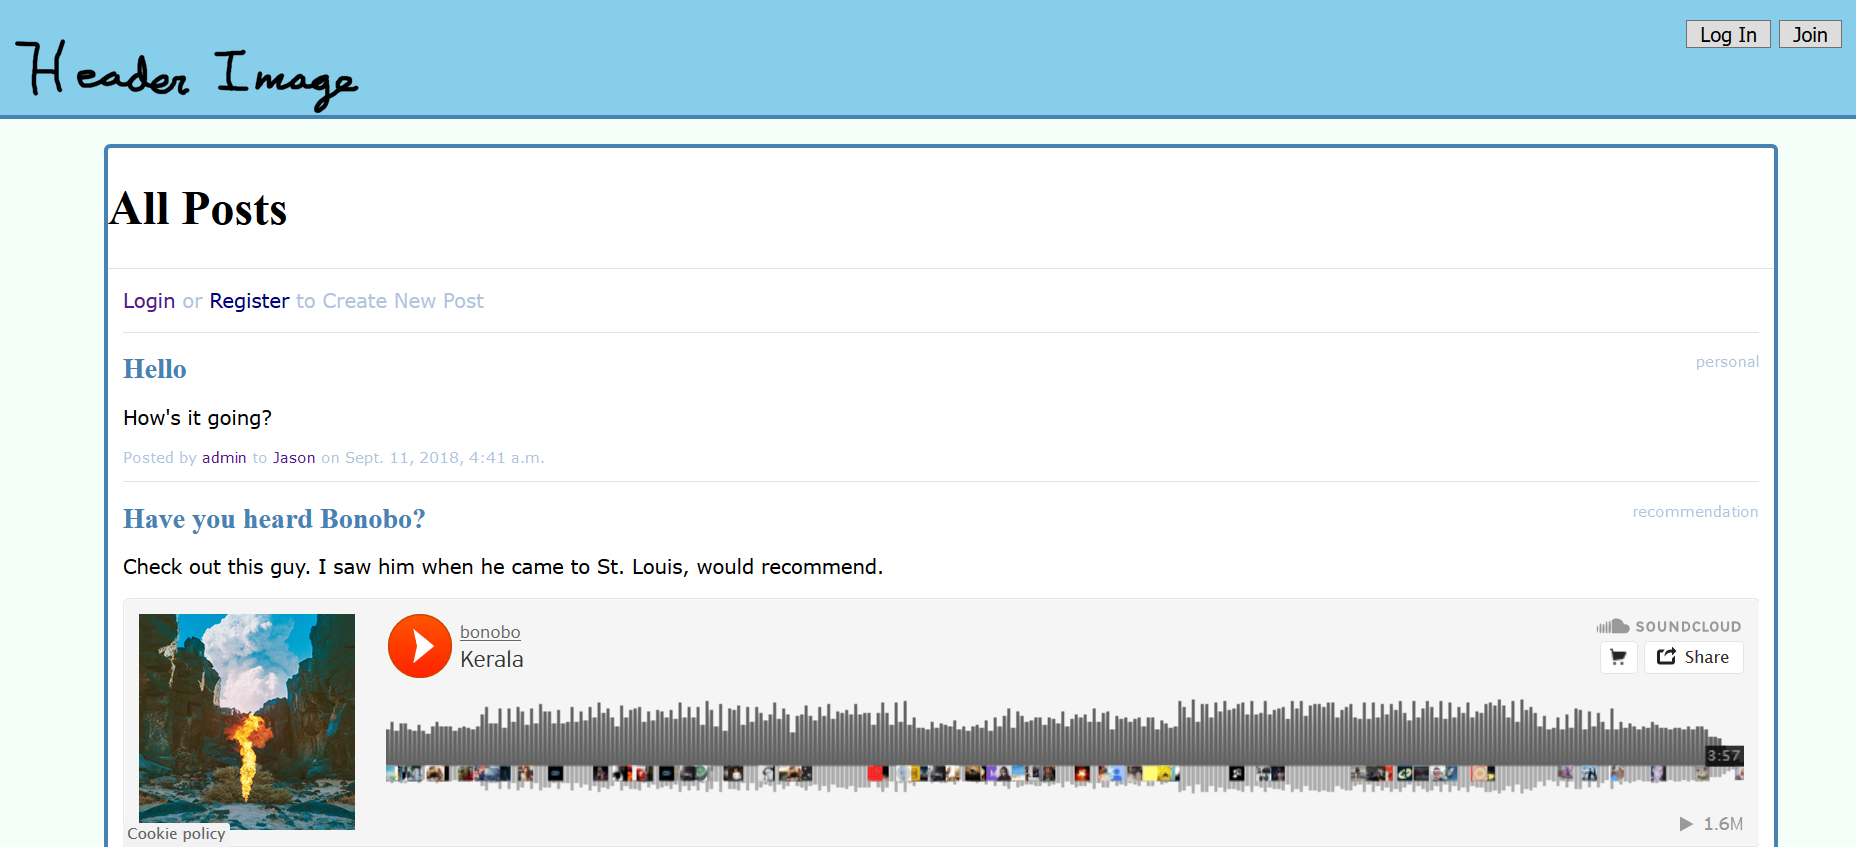 Header Image
Log In Join
All Posts
Login or Register to Create New Post
Hello
personal
How's it going?
Posted by admin to Jason on Sept. 11, 2018, 4:41 a.m.
Have you heard Bonobo?
recommendation
Check out this guy. I saw him when he came to St. Louis, would recommend.
bonobo
Kerala
SOUNDCLOUD
Share
3:57
Cookie policy
1.6M